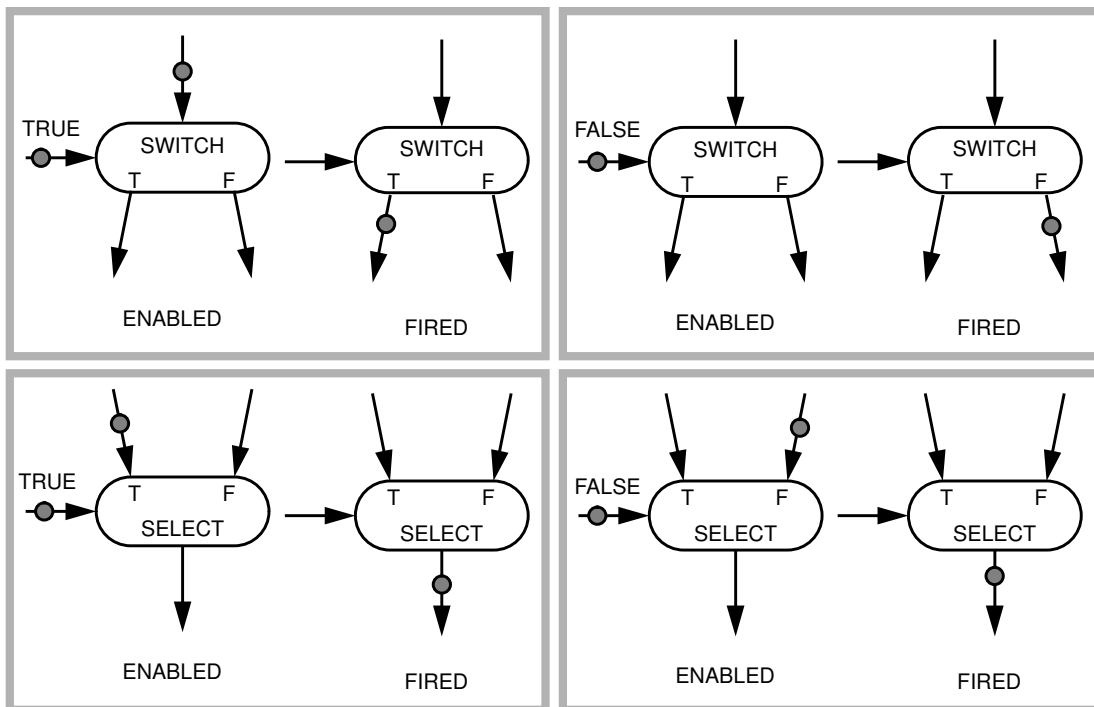 TRUE
SWITCH
T F
ENABLED
SWITCH
T F
FIRED
FALSE
SWITCH
T F
ENABLED
SWITCH
T F
FIRED
TRUE
T F
SELECT
ENABLED
T F
SELECT
FIRED
FALSE
T F
SELECT
ENABLED
T F
SELECT
FIRED